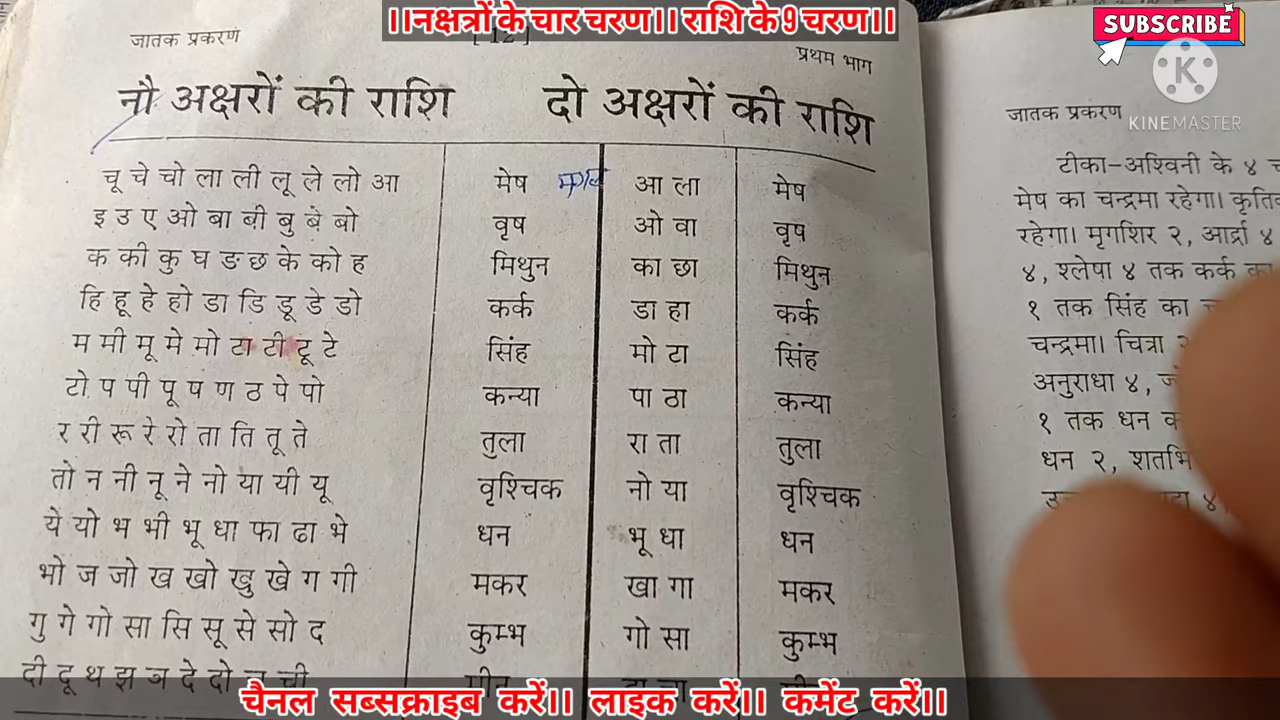 ।।नक्षत्रों के चार चरण।। राशि के 9 चरण।।
SUBSCRIBE
KINEMASTER
जातक प्रकरण
प्रथम भाग
नौ अक्षरों की राशि दो अक्षरों की राशि
चू चे चो ला ली लू ले लो आ मेष आ ला मेष
इ उ ए ओ बा बी बु बे बो वृष ओ वा वृष
क की कु घ ङ छ के को ह मिथुन का छा मिथुन
हि हू हे हो डा डि डू डे डो कर्क डा हा कर्क
म मी मू मे मो टा टी टू टे सिंह मो टा सिंह
टो प पी पू ष ण ठ पे पो कन्या पा ठा कन्या
र री रू रे रो ता ति तू ते तुला रा ता तुला
तो न नी नू ने नो या यी यू वृश्चिक नो या वृश्चिक
ये यो भ भी भू धा फा ढा भे धन भू धा धन
भो ज जो ख खो खु खे ग गी मकर खा गा मकर
गु गे गो सा सि सू से सो द कुम्भ गो सा कुम्भ
दी दू थ झ ञ दे दो
जातक प्रकरण
टीका-अश्विनी के ४
मेष का चन्द्रमा रहेगा।
रहेगा। मृगशिर २, आर्द्रा ४
४, श्लेषा ४ तक कर्क
१ तक सिंह का
चन्द्रमा। चित्रा
अनुराधा ४,
१ तक धन
धन २,
चैनल सब्सक्राइब करें।। लाइक करें।। कमेंट करें।।